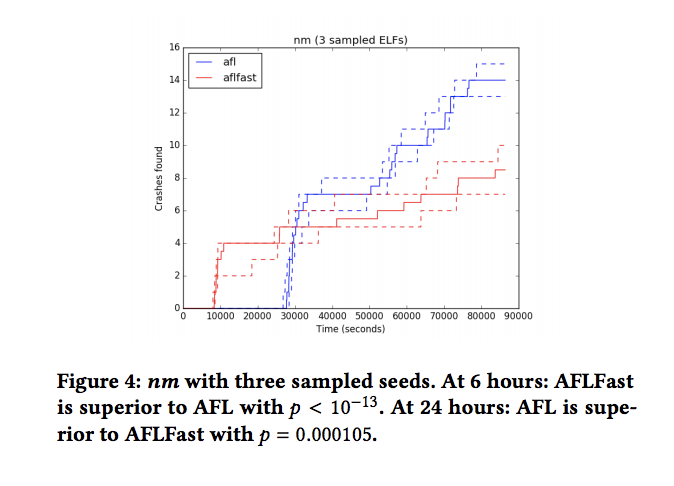 nm (3 sampled ELFs)
16
14
12
10
8
6
4
2
0
Crashes found
afl
aflfast
0 10000 20000 30000 40000 50000 60000 70000 80000 90000
Time (seconds)
Figure 4: nm with three sampled seeds. At 6 hours: AFLFast
is superior to AFL with p < 10⁻¹³. At 24 hours: AFL is supe-
rior to AFLFast with p = 0.000105.